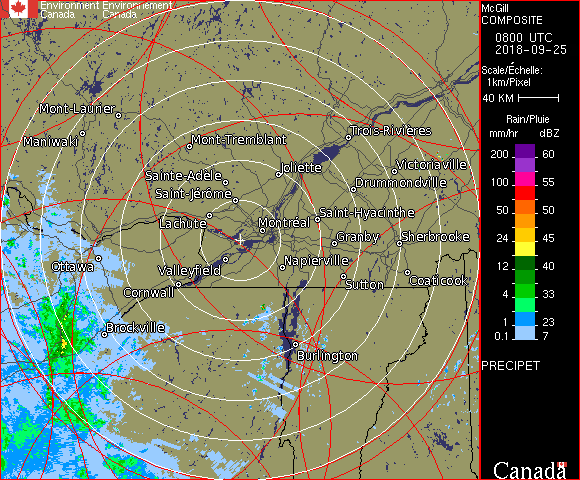 Environment Environnement
Canada Canada
McGill
COMPOSITE
0800 UTC
2018-09-25
Scale/Échelle:
1km/Pixel
40 KM
Rain/Pluie
mm/hr dBZ
200 60
100 55
50 50
24 45
12 40
4 33
1 23
0.1 7
PRECIPET
Canada
Mont-Laurier
Maniwaki
Mont-Tremblant
Trois-Rivières
Sainte-Adèle
Joliette
Victoriaville
Saint-Jérôme
Drummondville
Lachute
Montréal
Saint-Hyacinthe
Granby
Sherbrooke
Ottawa
Valleyfield
Napierville
Cornwall
Sutton
Coaticook
Brockville
Burlington